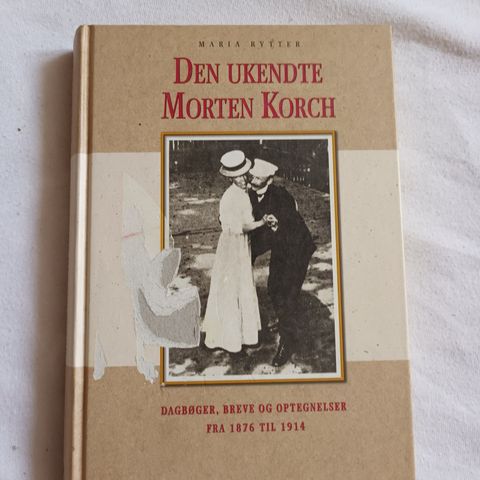 MARIA RYTTER
DEN UKENDTE
MORTEN KORCH
DAGBØGER, BREVE OG OPTEGNELSER
FRA 1876 TIL 1914